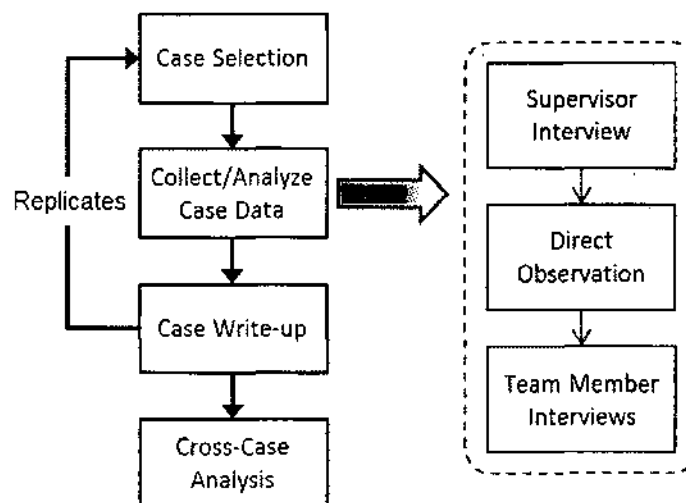 Case Selection
Collect/Analyze
Case Data
Replicates
Case Write-up
Cross-Case
Analysis
Supervisor
Interview
Direct
Observation
Team Member
Interviews